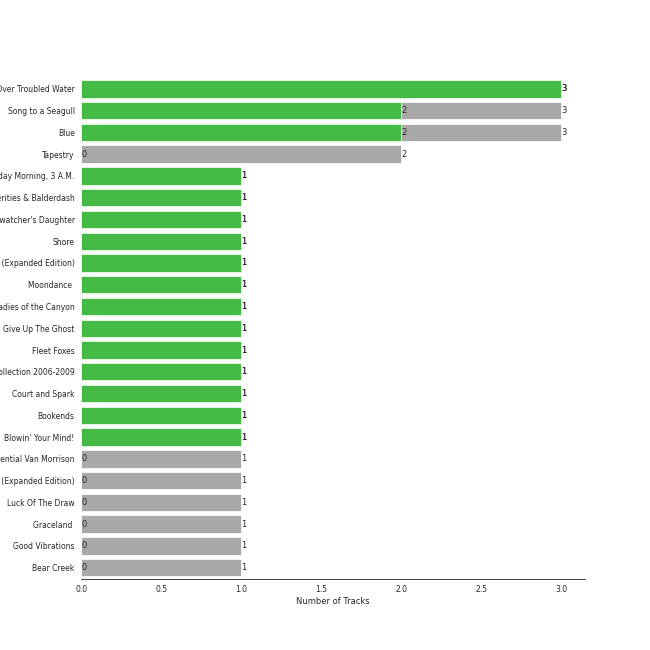 Over Troubled Water 3
Song to a Seagull 2 3
Blue 2 3
Tapestry 0 2
day Morning, 3 A.M. 1
erities & Balderdash 1
watcher's Daughter 1
Shore 1
(Expanded Edition) 1
Moondance 1
adies of the Canyon 1
Give Up The Ghost 1
Fleet Foxes 1
ollection 2006-2009 1
Court and Spark 1
Bookends 1
Blowin' Your Mind! 1
ential Van Morrison 0 1
(Expanded Edition) 0 1
Luck Of The Draw 0 1
Graceland 0 1
Good Vibrations 0 1
Bear Creek 0 1
0.0 0.5 1.0 1.5 2.0 2.5 3.0
Number of Tracks